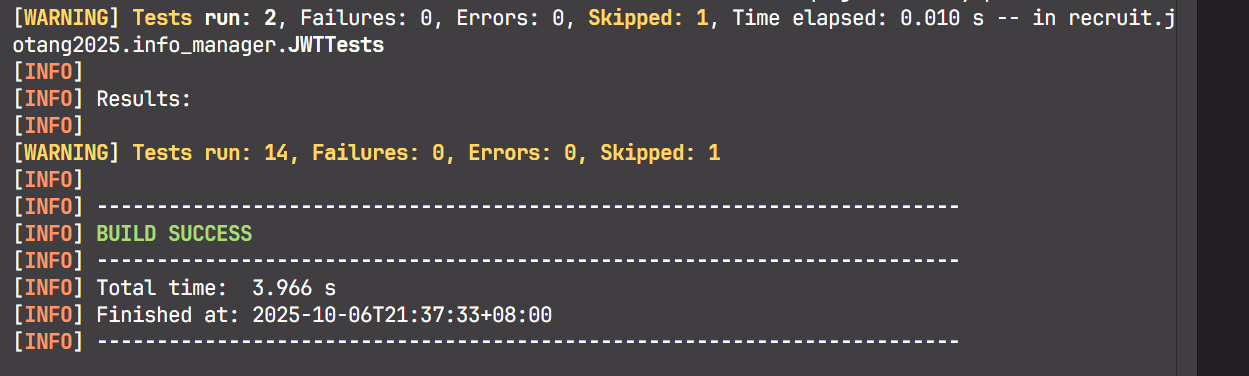 [WARNING] Tests run: 2, Failures: 0, Errors: 0, Skipped: 1, Time elapsed: 0.010 s -- in recruit.j
otang2025.info_manager.JWTTests
[INFO]
[INFO] Results:
[INFO]
[WARNING] Tests run: 14, Failures: 0, Errors: 0, Skipped: 1
[INFO]
[INFO] ------------------------------------------------------------------------
[INFO] BUILD SUCCESS
[INFO] ------------------------------------------------------------------------
[INFO] Total time:  3.966 s
[INFO] Finished at: 2025-10-06T21:37:33+08:00
[INFO] ------------------------------------------------------------------------